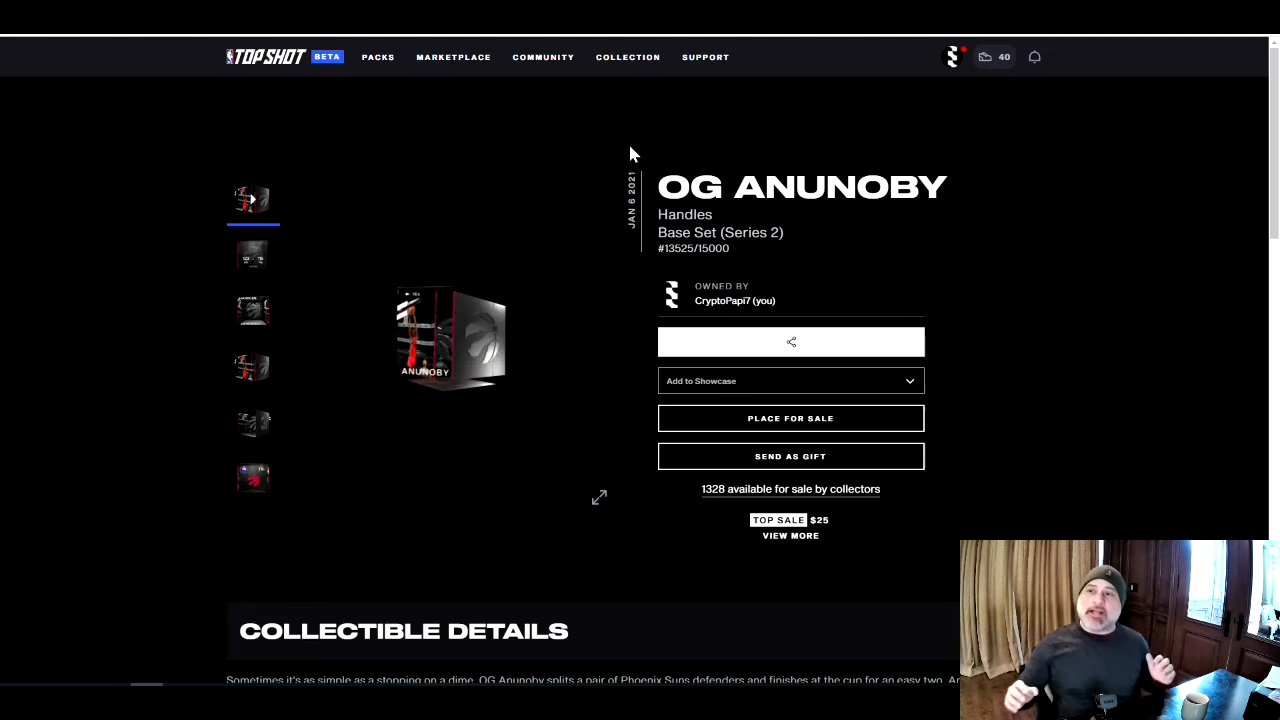 TOP SHOT BETA PACKS MARKETPLACE COMMUNITY COLLECTION SUPPORT 40
JAN 6 2021
OG ANUNOBY
Handles
Base Set (Series 2)
#13525/15000
OWNED BY
CryptoPapi7 (you)
Add to Showcase
PLACE FOR SALE
SEND AS GIFT
1328 available for sale by collectors
TOP SALE $25
VIEW MORE
ANUNOBY
COLLECTIBLE DETAILS
Sometimes it's as simple as a stopping on a dime. OG Anunoby splits a pair of Phoenix Suns defenders and finishes at the cup for an easy two.